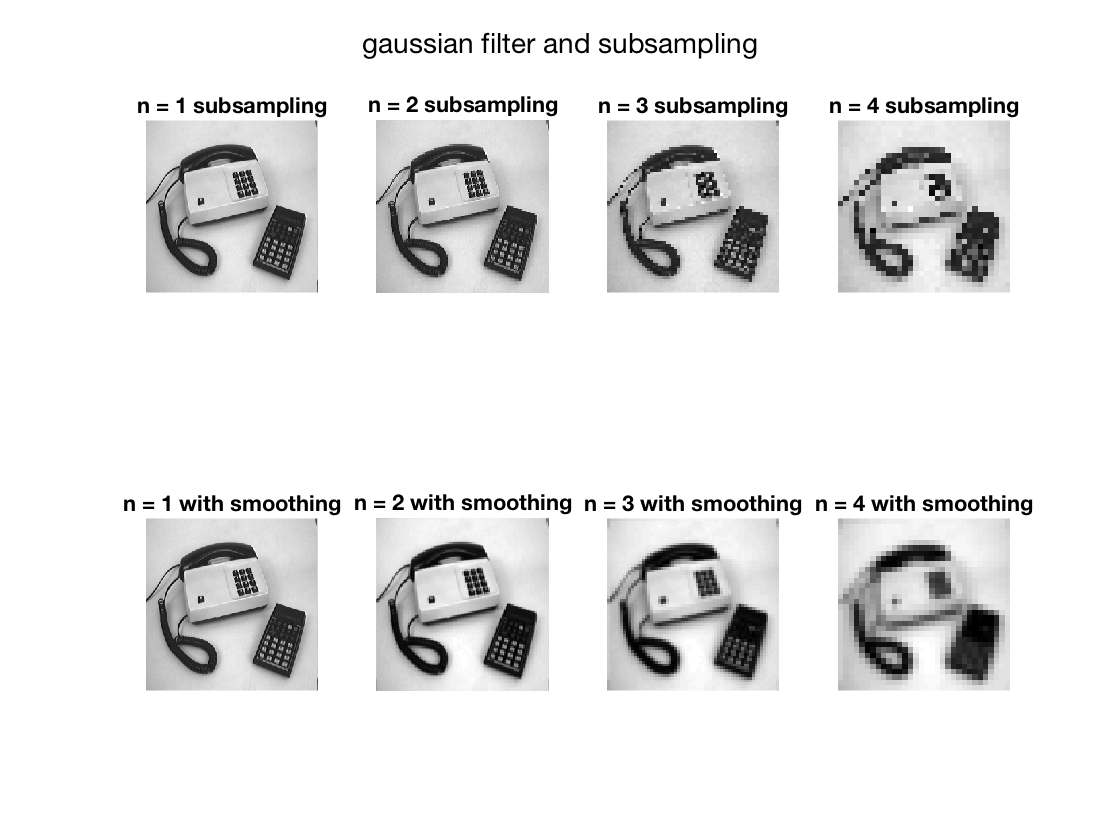 gaussian filter and subsampling
n = 1 subsampling
n = 2 subsampling
n = 3 subsampling
n = 4 subsampling
n = 1 with smoothing
n = 2 with smoothing
n = 3 with smoothing
n = 4 with smoothing